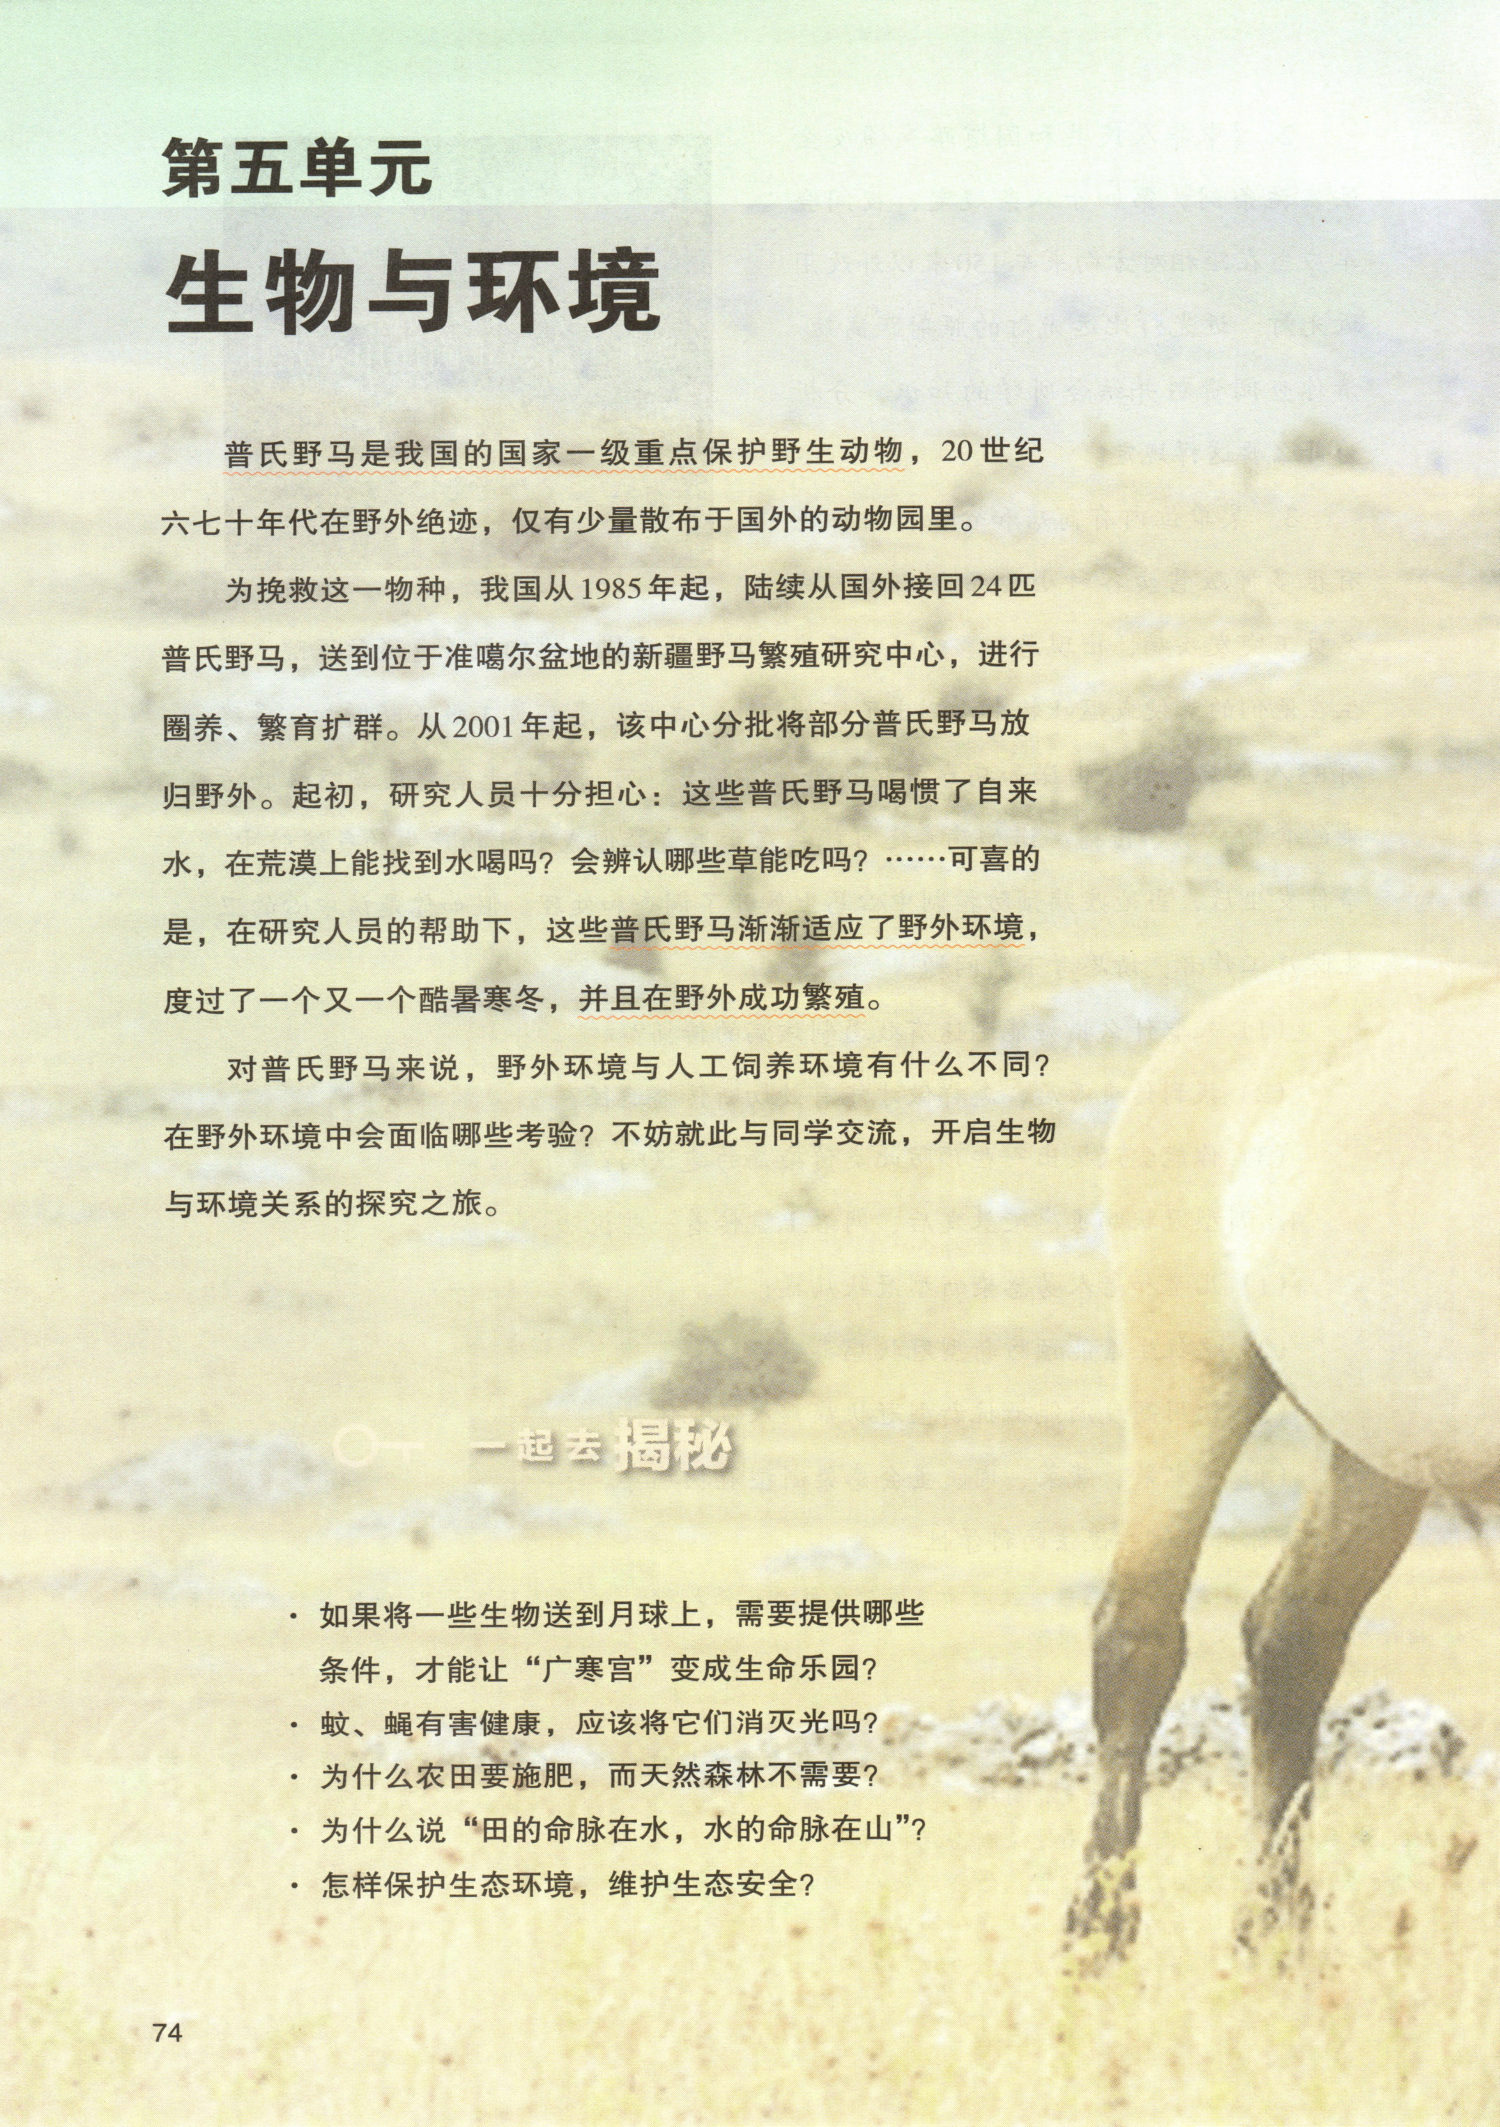 第五单元
生物与环境
普氏野马是我国的国家一级重点保护野生动物，20世纪
六七十年代在野外绝迹，仅有少量散布于国外的动物园里。
为挽救这一物种，我国从1985年起，陆续从国外接回24匹
普氏野马，送到位于准噶尔盆地的新疆野马繁殖研究中心，进行
圈养、繁育扩群。从2001年起，该中心分批将部分普氏野马放
归野外。起初，研究人员十分担心：这些普氏野马喝惯了自来
水，在荒漠上能找到水喝吗？会辨认哪些草能吃吗？……可喜的
是，在研究人员的帮助下，这些普氏野马渐渐适应了野外环境，
度过了一个又一个酷暑寒冬，并且在野外成功繁殖。
对普氏野马来说，野外环境与人工饲养环境有什么不同？
在野外环境中会面临哪些考验？不妨就此与同学交流，开启生物
与环境关系的探究之旅。
一起去揭秘
· 如果将一些生物送到月球上，需要提供哪些
条件，才能让“广寒宫”变成生命乐园？
· 蚊、蝇有害健康，应该将它们消灭光吗？
· 为什么农田要施肥，而天然森林不需要？
· 为什么说“田的命脉在水，水的命脉在山”？
· 怎样保护生态环境，维护生态安全？
74